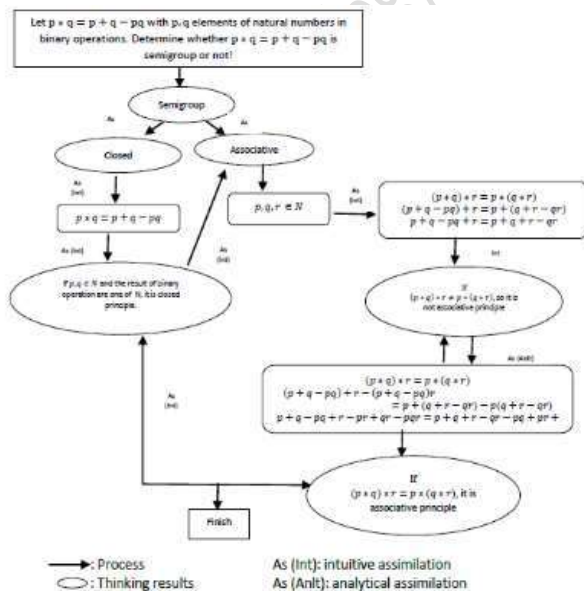 Let p * q = p + q − pq with p, q elements of natural numbers in
binary operations. Determine whether p * q = p + q − pq is
semigroup or not!
Semigroup
As
As
Closed
Associative
As
(Int)
p * q = p + q − pq
p, q, r ∈ N
As
(Int)
(p * q) * r = p * (q * r)
(p + q − pq) + r = p + (q + r − qr)
p + q − pq + r = p + q + r − qr
As (Int)
As
(Int)
Int
If p, q ∈ N and the result of binary
operation are one of N, it is closed
principle.
If
(p * q) * r ≠ p * (q * r), so it is
not associative principle
As (Anlt)
(p * q) * r = p * (q * r)
(p + q − pq) + r − (p + q − pq)r
= p + (q + r − qr) − p(q + r − qr)
p + q − pq + r − pr + qr − pqr = p + q + r − qr − pq + pr +
As
(Int)
If
(p * q) * r = p * (q * r), it is
associative principle
Finish
: Process
As (Int): intuitive assimilation
: Thinking results
As (Anlt): analytical assimilation